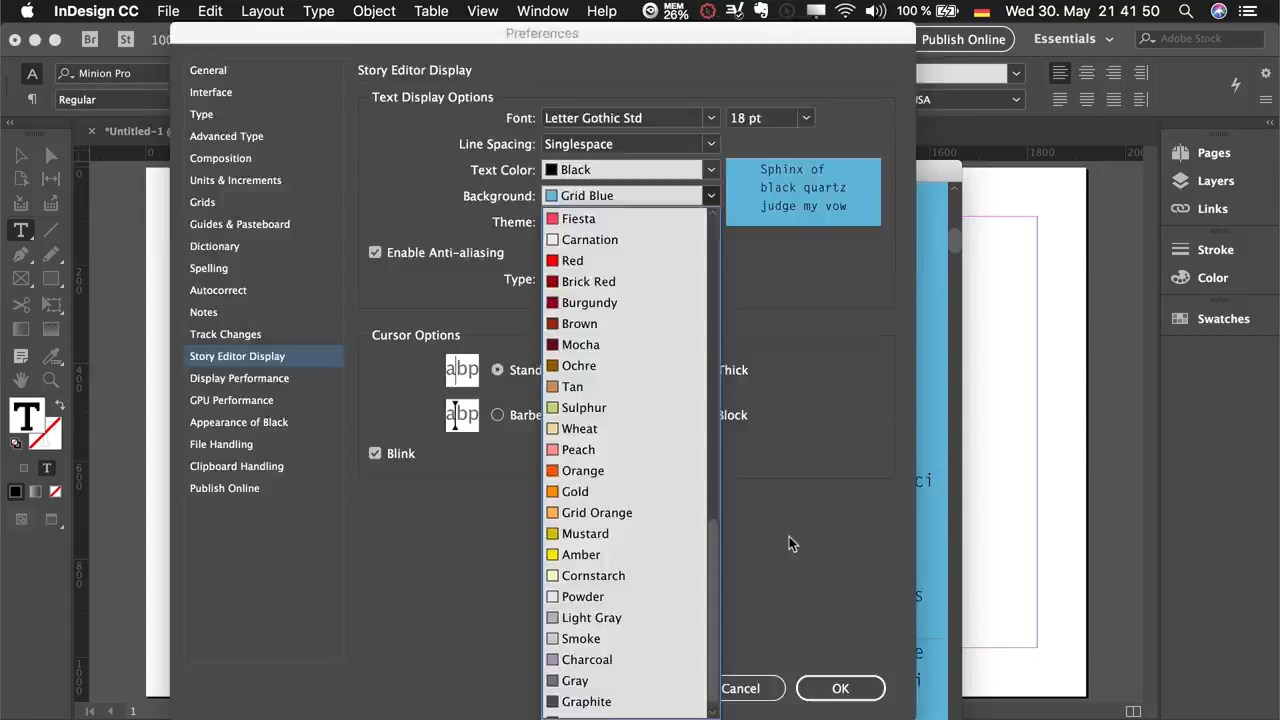 InDesign CC File Edit Layout Type Object Table View Window Help MEM 26% 100 % Wed 30. May 21 41 50
Preferences
Br St Publish Online Essentials Adobe Stock
A Minion Pro
¶ Regular
*Untitled-1
0 1600 1800
General
Interface
Type
Advanced Type
Composition
Units & Increments
Grids
Guides & Pasteboard
Dictionary
Spelling
Autocorrect
Notes
Track Changes
Story Editor Display
Display Performance
GPU Performance
Appearance of Black
File Handling
Clipboard Handling
Publish Online
Story Editor Display
Text Display Options
Font: Letter Gothic Std 18 pt
Line Spacing: Singlespace
Text Color: Black
Background: Grid Blue
Theme:
Enable Anti-aliasing
Type:
Sphinx of
black quartz
judge my vow
Fiesta
Carnation
Red
Brick Red
Burgundy
Brown
Mocha
Ochre
Tan
Sulphur
Wheat
Peach
Orange
Gold
Grid Orange
Mustard
Amber
Cornstarch
Powder
Light Gray
Smoke
Charcoal
Gray
Graphite
Cursor Options
abp Stand Thick
abp Barbe Block
Blink
Cancel OK
Pages
Layers
Links
Stroke
Color
Swatches
1